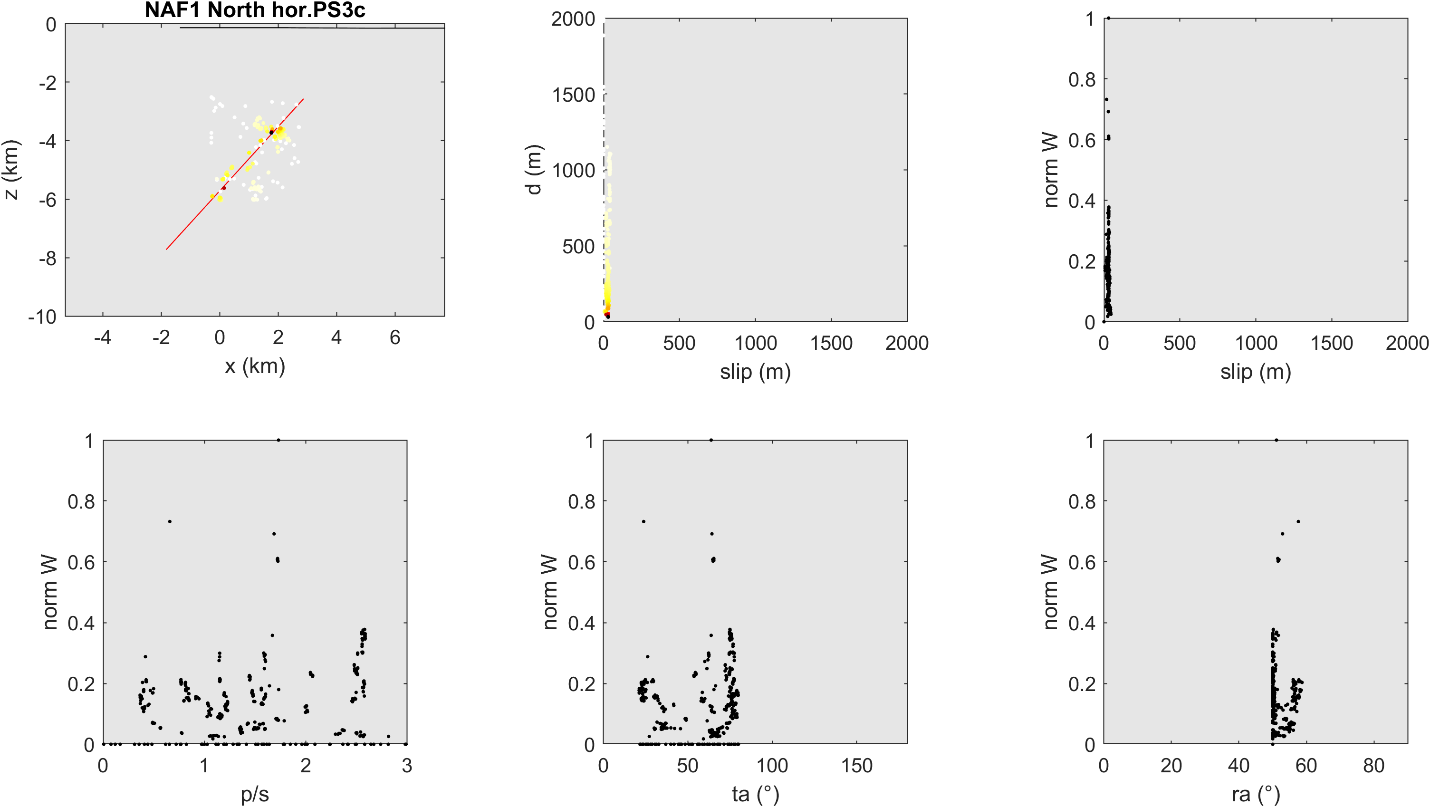 NAF1 North hor.PS3c
0
-2
-4
-6
-8
-10
z (km)
-4 -2 0 2 4 6
x (km)
2000
1500
1000
500
0
d (m)
0 500 1000 1500 2000
slip (m)
1
0.8
0.6
0.4
0.2
0
norm W
0 500 1000 1500 2000
slip (m)
1
0.8
0.6
0.4
0.2
0
norm W
0 1 2 3
p/s
1
0.8
0.6
0.4
0.2
0
norm W
0 50 100 150
ta (°)
1
0.8
0.6
0.4
0.2
0
norm W
0 20 40 60 80
ra (°)